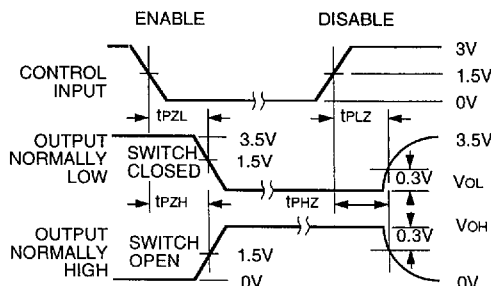 ENABLE DISABLE
3V
CONTROL INPUT 1.5V
0V
tPZL tPLZ
OUTPUT NORMALLY LOW
SWITCH CLOSED
3.5V 3.5V
1.5V
0.3V
VOL
tPZH tPHZ
VOH
0.3V
OUTPUT NORMALLY HIGH
SWITCH OPEN
1.5V
0V 0V